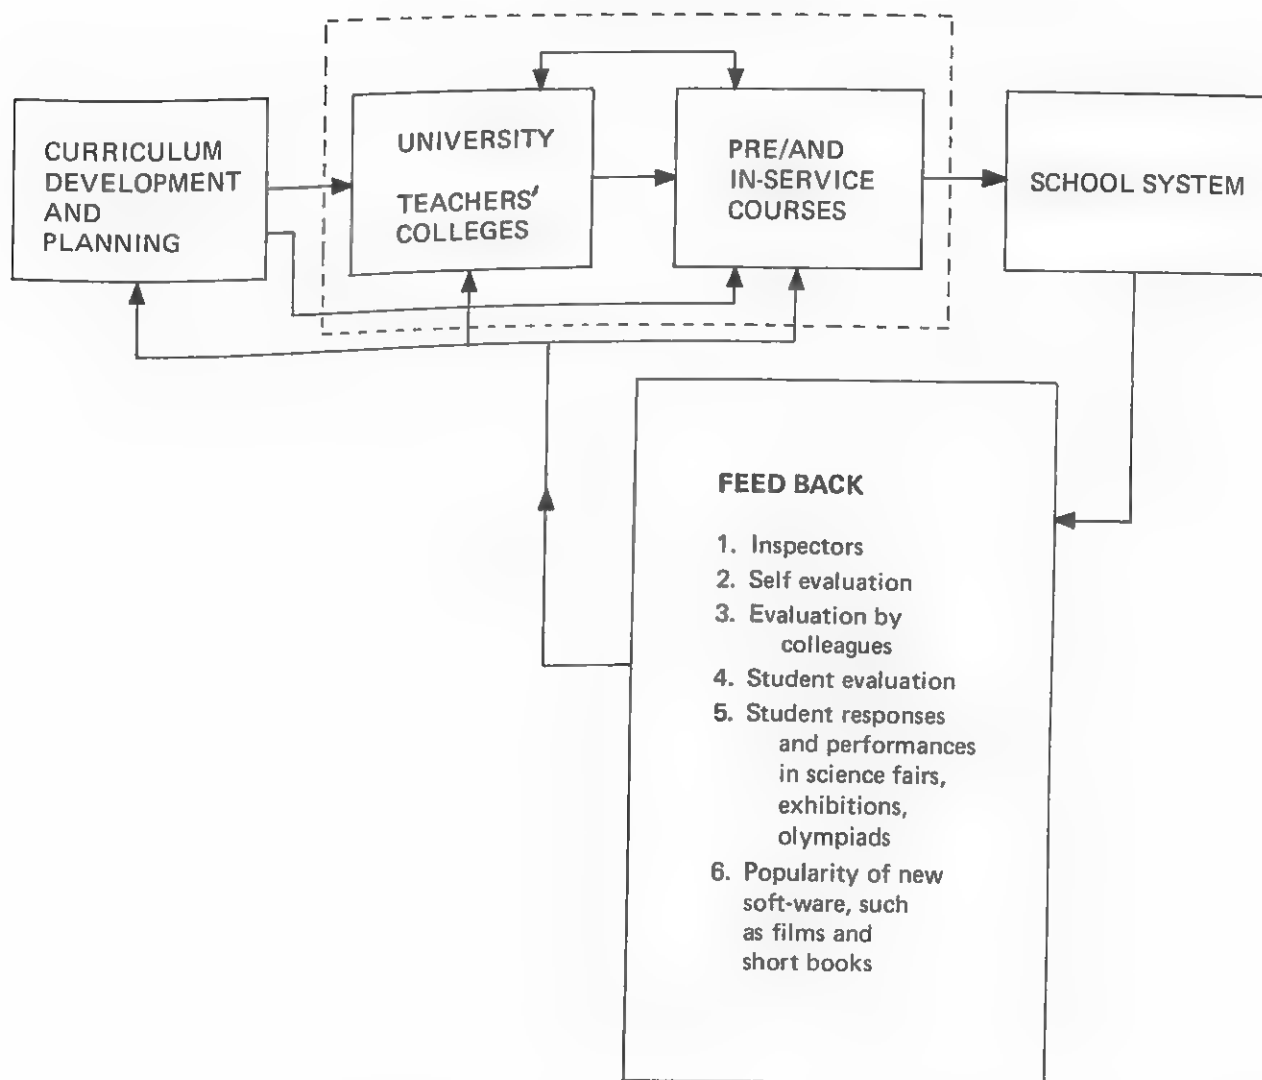 CURRICULUM
DEVELOPMENT
AND
PLANNING
UNIVERSITY
TEACHERS'
COLLEGES
PRE/AND
IN-SERVICE
COURSES
SCHOOL SYSTEM
FEED BACK
1. Inspectors
2. Self evaluation
3. Evaluation by
colleagues
4. Student evaluation
5. Student responses
and performances
in science fairs,
exhibitions,
olympiads
6. Popularity of new
soft-ware, such
as films and
short books